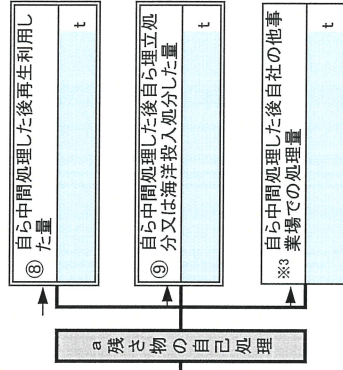 ⑧ 自ら中間処理した後再生利用し
た量
t
⑨ 自ら中間処理した後自ら埋立処
分又は海洋投入処分した量
t
※3 自ら中間処理した後自社の他事
業場での処理量
t
a残さ物の自己処理